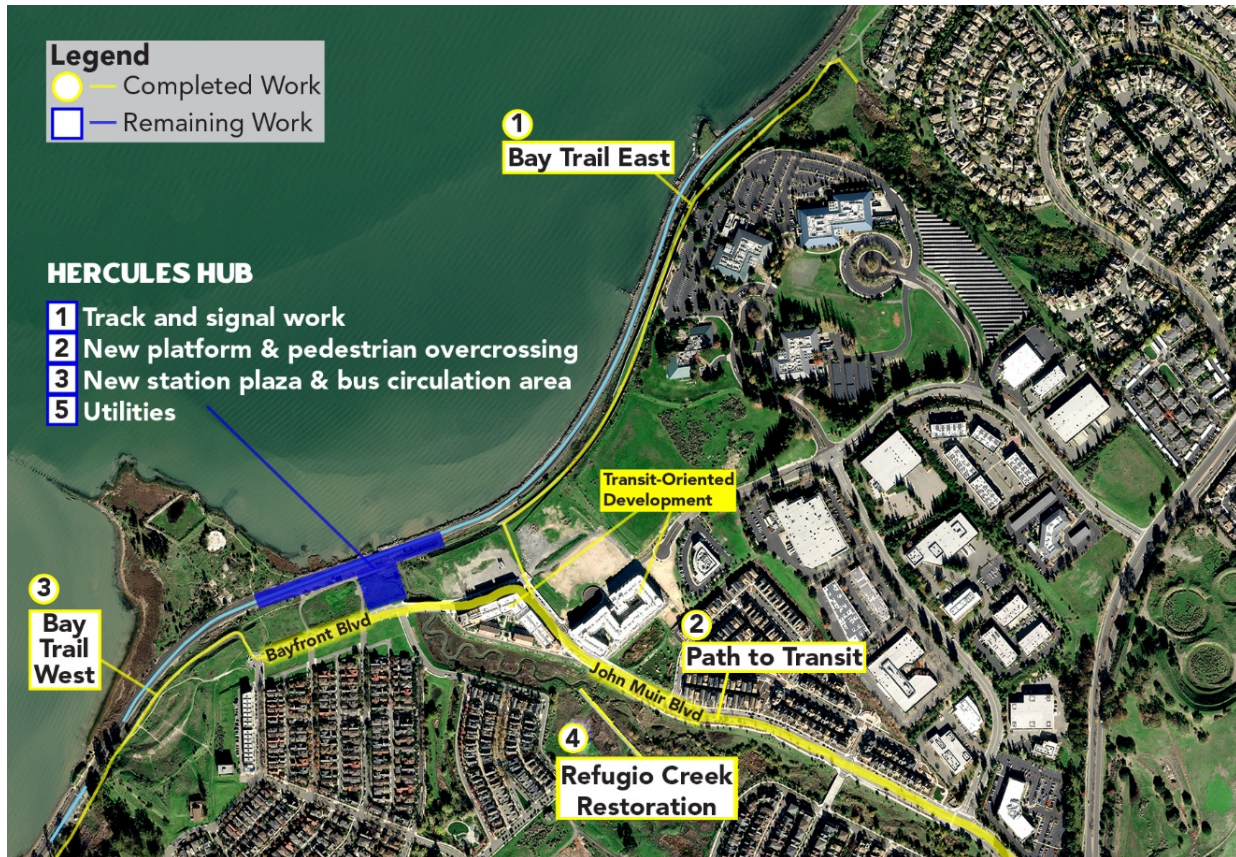 Legend
Completed Work
Remaining Work
1
Bay Trail East
HERCULES HUB
1 Track and signal work
2 New platform & pedestrian overcrossing
3 New station plaza & bus circulation area
5 Utilities
Transit-Oriented
Development
3
Bay
Trail
West
Bayfront Blvd
2
Path to Transit
John Muir Blvd
4
Refugio Creek
Restoration